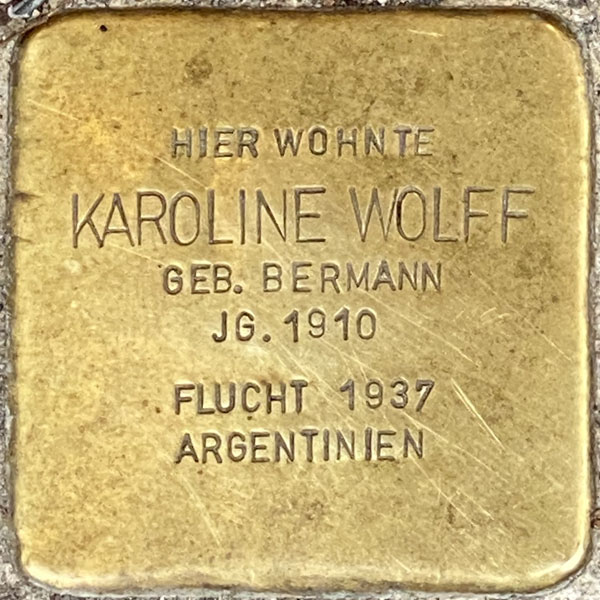 HIER WOHNTE
KAROLINE WOLFF
GEB. BERMANN
JG. 1910
FLUCHT 1937
ARGENTINIEN